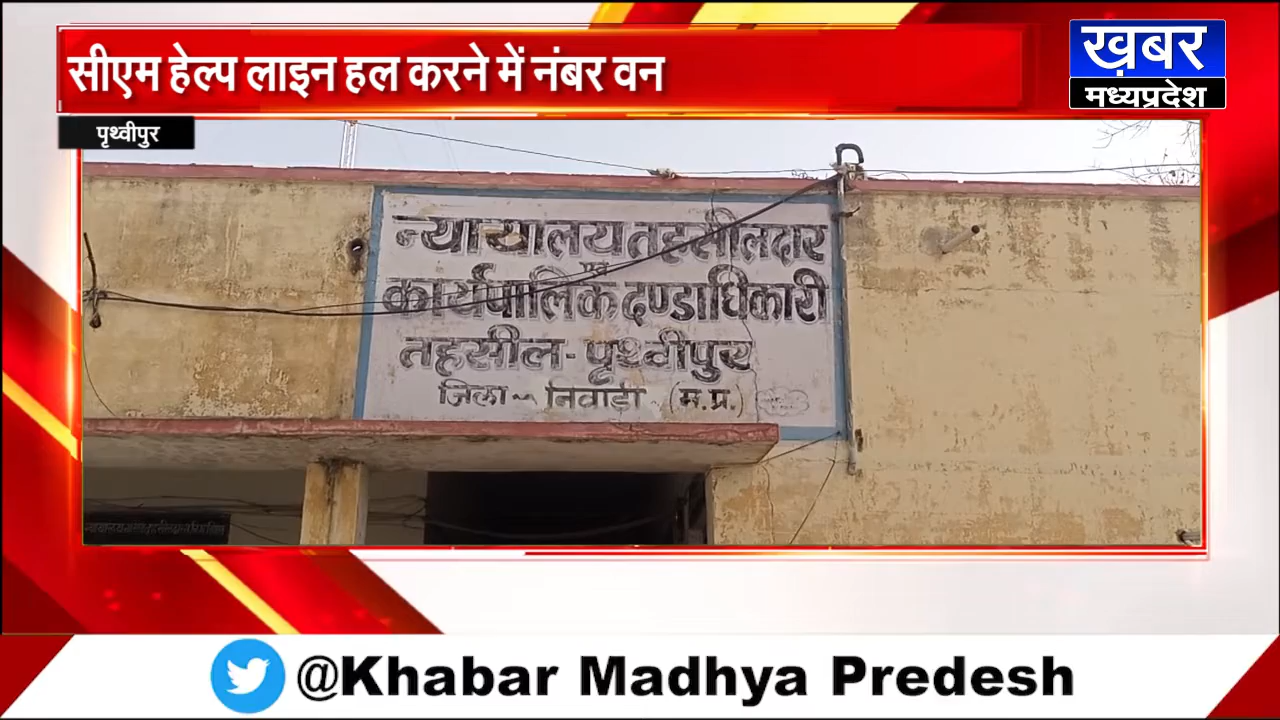 सीएम हेल्प लाइन हल करने में नंबर वन
ख़बर
मध्यप्रदेश
पृथ्वीपुर
न्यायालय तहसीलदार
एवं
कार्यपालिक दण्डाधिकारी
तहसील - पृथ्वीपुर
जिला ~ निवाड़ी (म.प्र.)
@Khabar Madhya Predesh